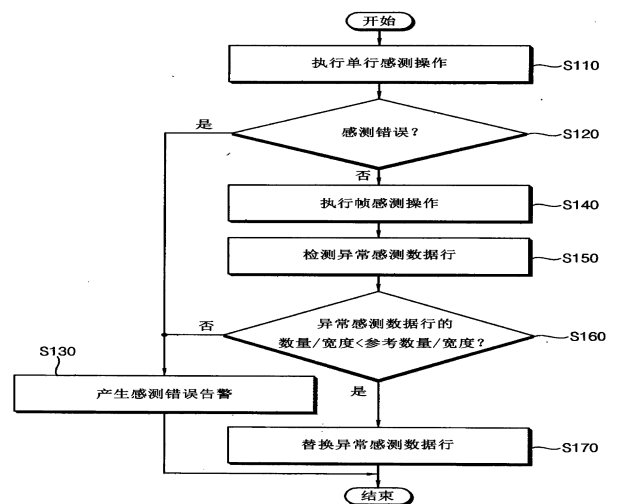 开始
执行单行感测操作
S110
是
感测错误？
S120
否
执行帧感测操作
S140
检测异常感测数据行
S150
否
异常感测数据行的
数量/宽度<参考数量/宽度？
S160
S130
产生感测错误告警
是
替换异常感测数据行
S170
结束